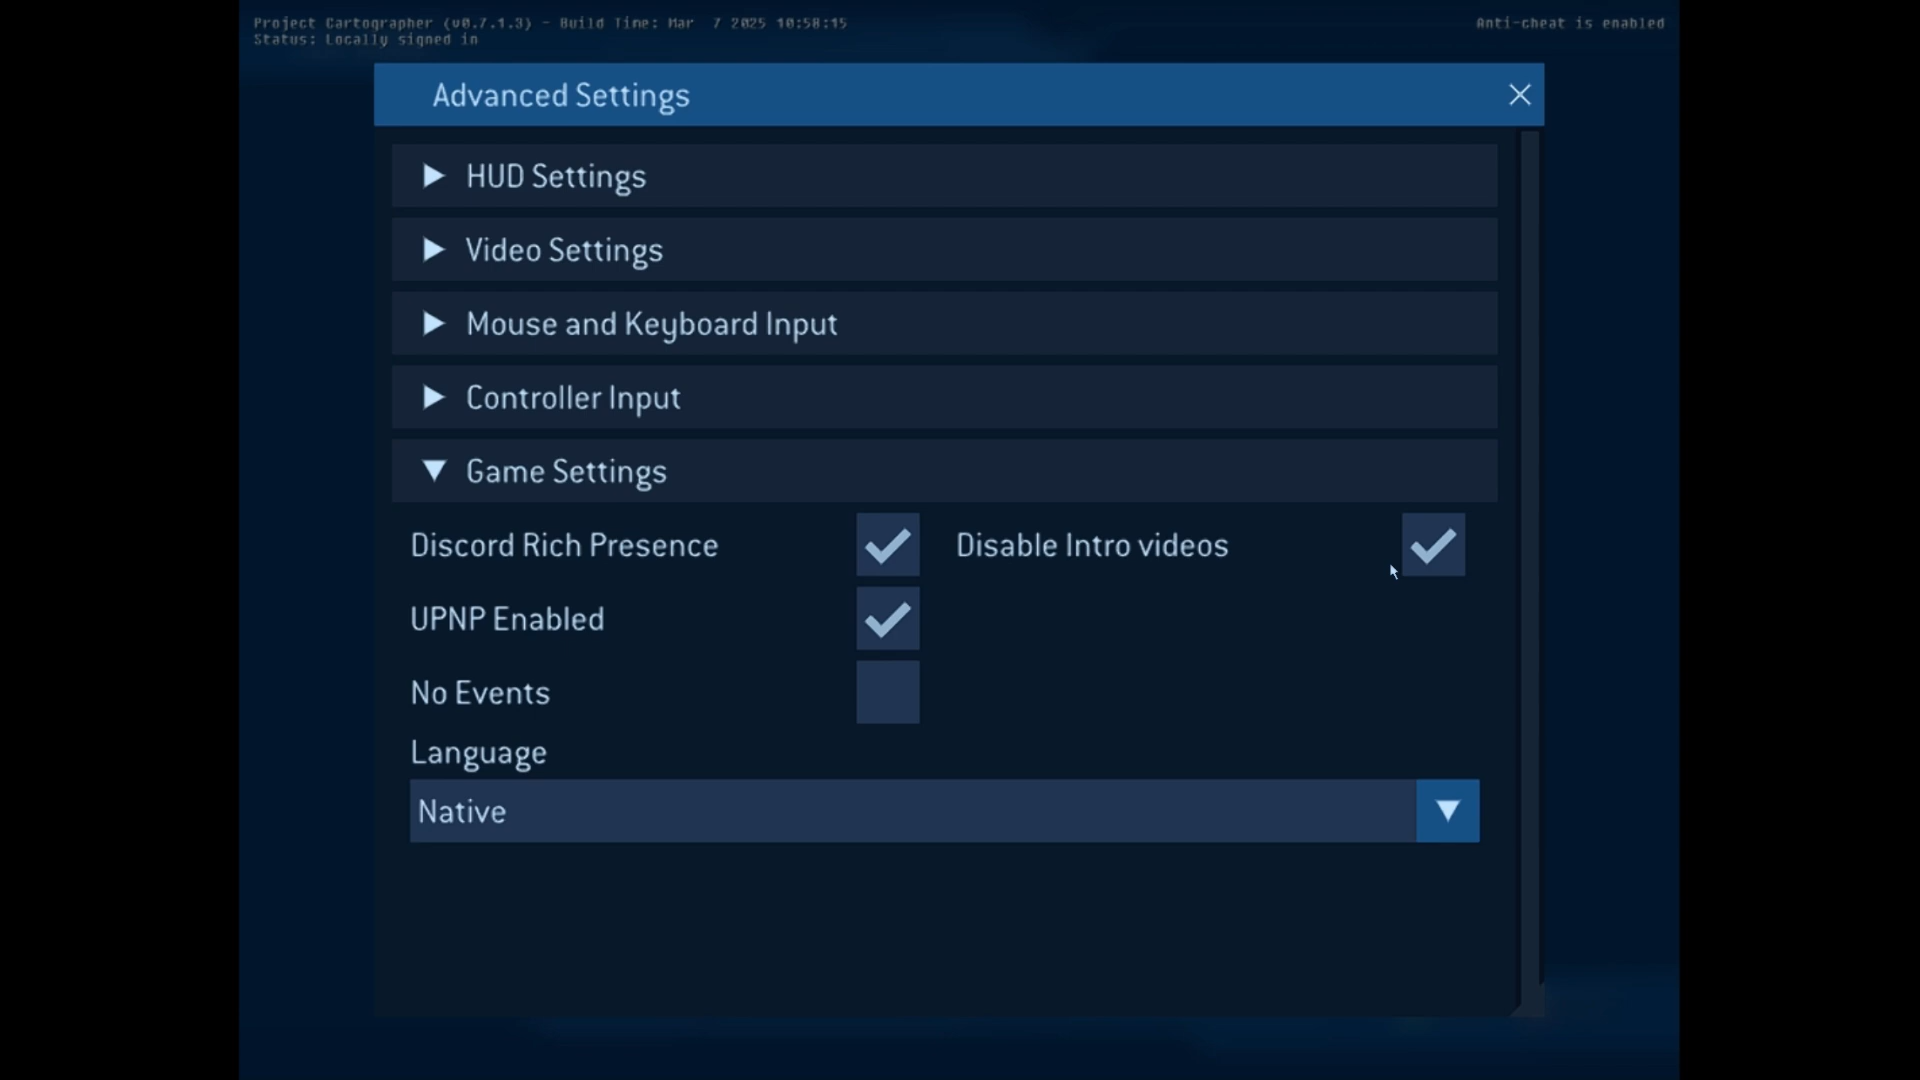 Project Cartographer (v0.7.1.3) - Build Time: Mar  7 2025 10:58:15
Status: Locally signed in
Anti-cheat is enabled
Advanced Settings
HUD Settings
Video Settings
Mouse and Keyboard Input
Controller Input
Game Settings
Discord Rich Presence
Disable Intro videos
UPNP Enabled
No Events
Language
Native